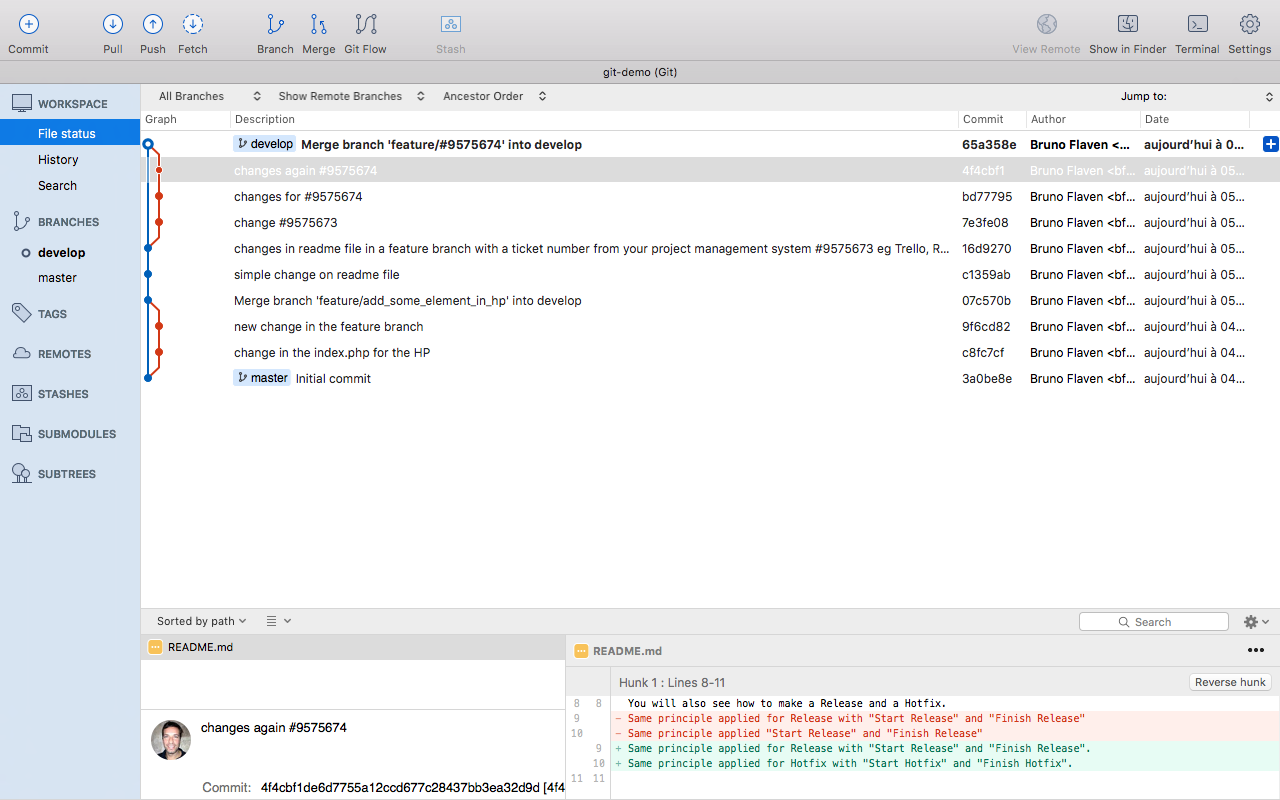 Commit Pull Push Fetch Branch Merge Git Flow Stash View Remote Show in Finder Terminal Settings
git-demo (Git)
WORKSPACE
File status
History
Search
BRANCHES
develop
master
TAGS
REMOTES
STASHES
SUBMODULES
SUBTREES
All Branches Show Remote Branches Ancestor Order Jump to:
Graph Description Commit Author Date
develop Merge branch 'feature/#9575674' into develop 65a358e Bruno Flaven <... aujourd'hui à 0...
changes again #9575674 4f4cbf1 Bruno Flaven <bf... aujourd'hui à 05...
changes for #9575674 bd77795 Bruno Flaven <bf... aujourd'hui à 05...
change #9575673 7e3fe08 Bruno Flaven <bf... aujourd'hui à 05...
changes in readme file in a feature branch with a ticket number from your project management system #9575673 eg Trello, R... 16d9270 Bruno Flaven <bf... aujourd'hui à 05...
simple change on readme file c1359ab Bruno Flaven <bf... aujourd'hui à 05...
Merge branch 'feature/add_some_element_in_hp' into develop 07c570b Bruno Flaven <bf... aujourd'hui à 05...
new change in the feature branch 9f6cd82 Bruno Flaven <bf... aujourd'hui à 04...
change in the index.php for the HP c8fc7cf Bruno Flaven <bf... aujourd'hui à 04...
master Initial commit 3a0be8e Bruno Flaven <bf... aujourd'hui à 04...
Sorted by path Search
README.md
changes again #9575674
Commit: 4f4cbf1de6d7755a12ccd677c28437bb3ea32d9d [4f4
README.md
Hunk 1 : Lines 8-11 Reverse hunk
8 8 You will also see how to make a Release and a Hotfix.
9 - Same principle applied for Release with "Start Release" and "Finish Release"
10 - Same principle applied "Start Release" and "Finish Release"
9 + Same principle applied for Release with "Start Release" and "Finish Release".
10 + Same principle applied for Hotfix with "Start Hotfix" and "Finish Hotfix".
11 11